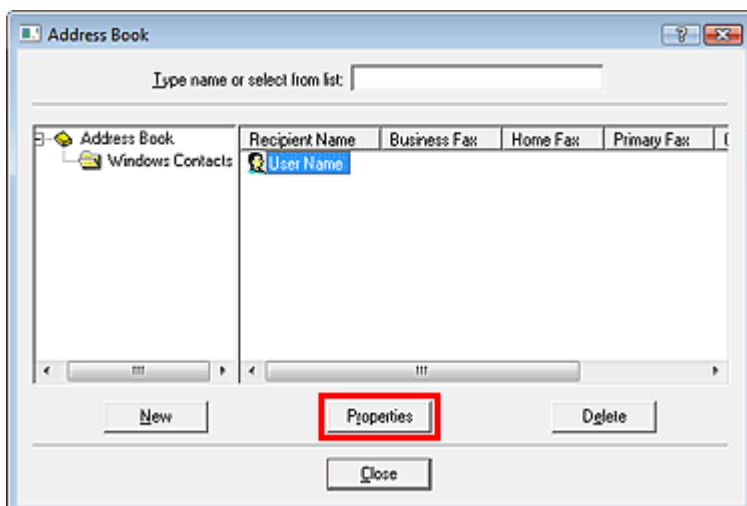 Address Book
Type name or select from list:
Address Book
Windows Contacts
Recipient Name Business Fax Home Fax Primary Fax
User Name
New Properties Delete
Close